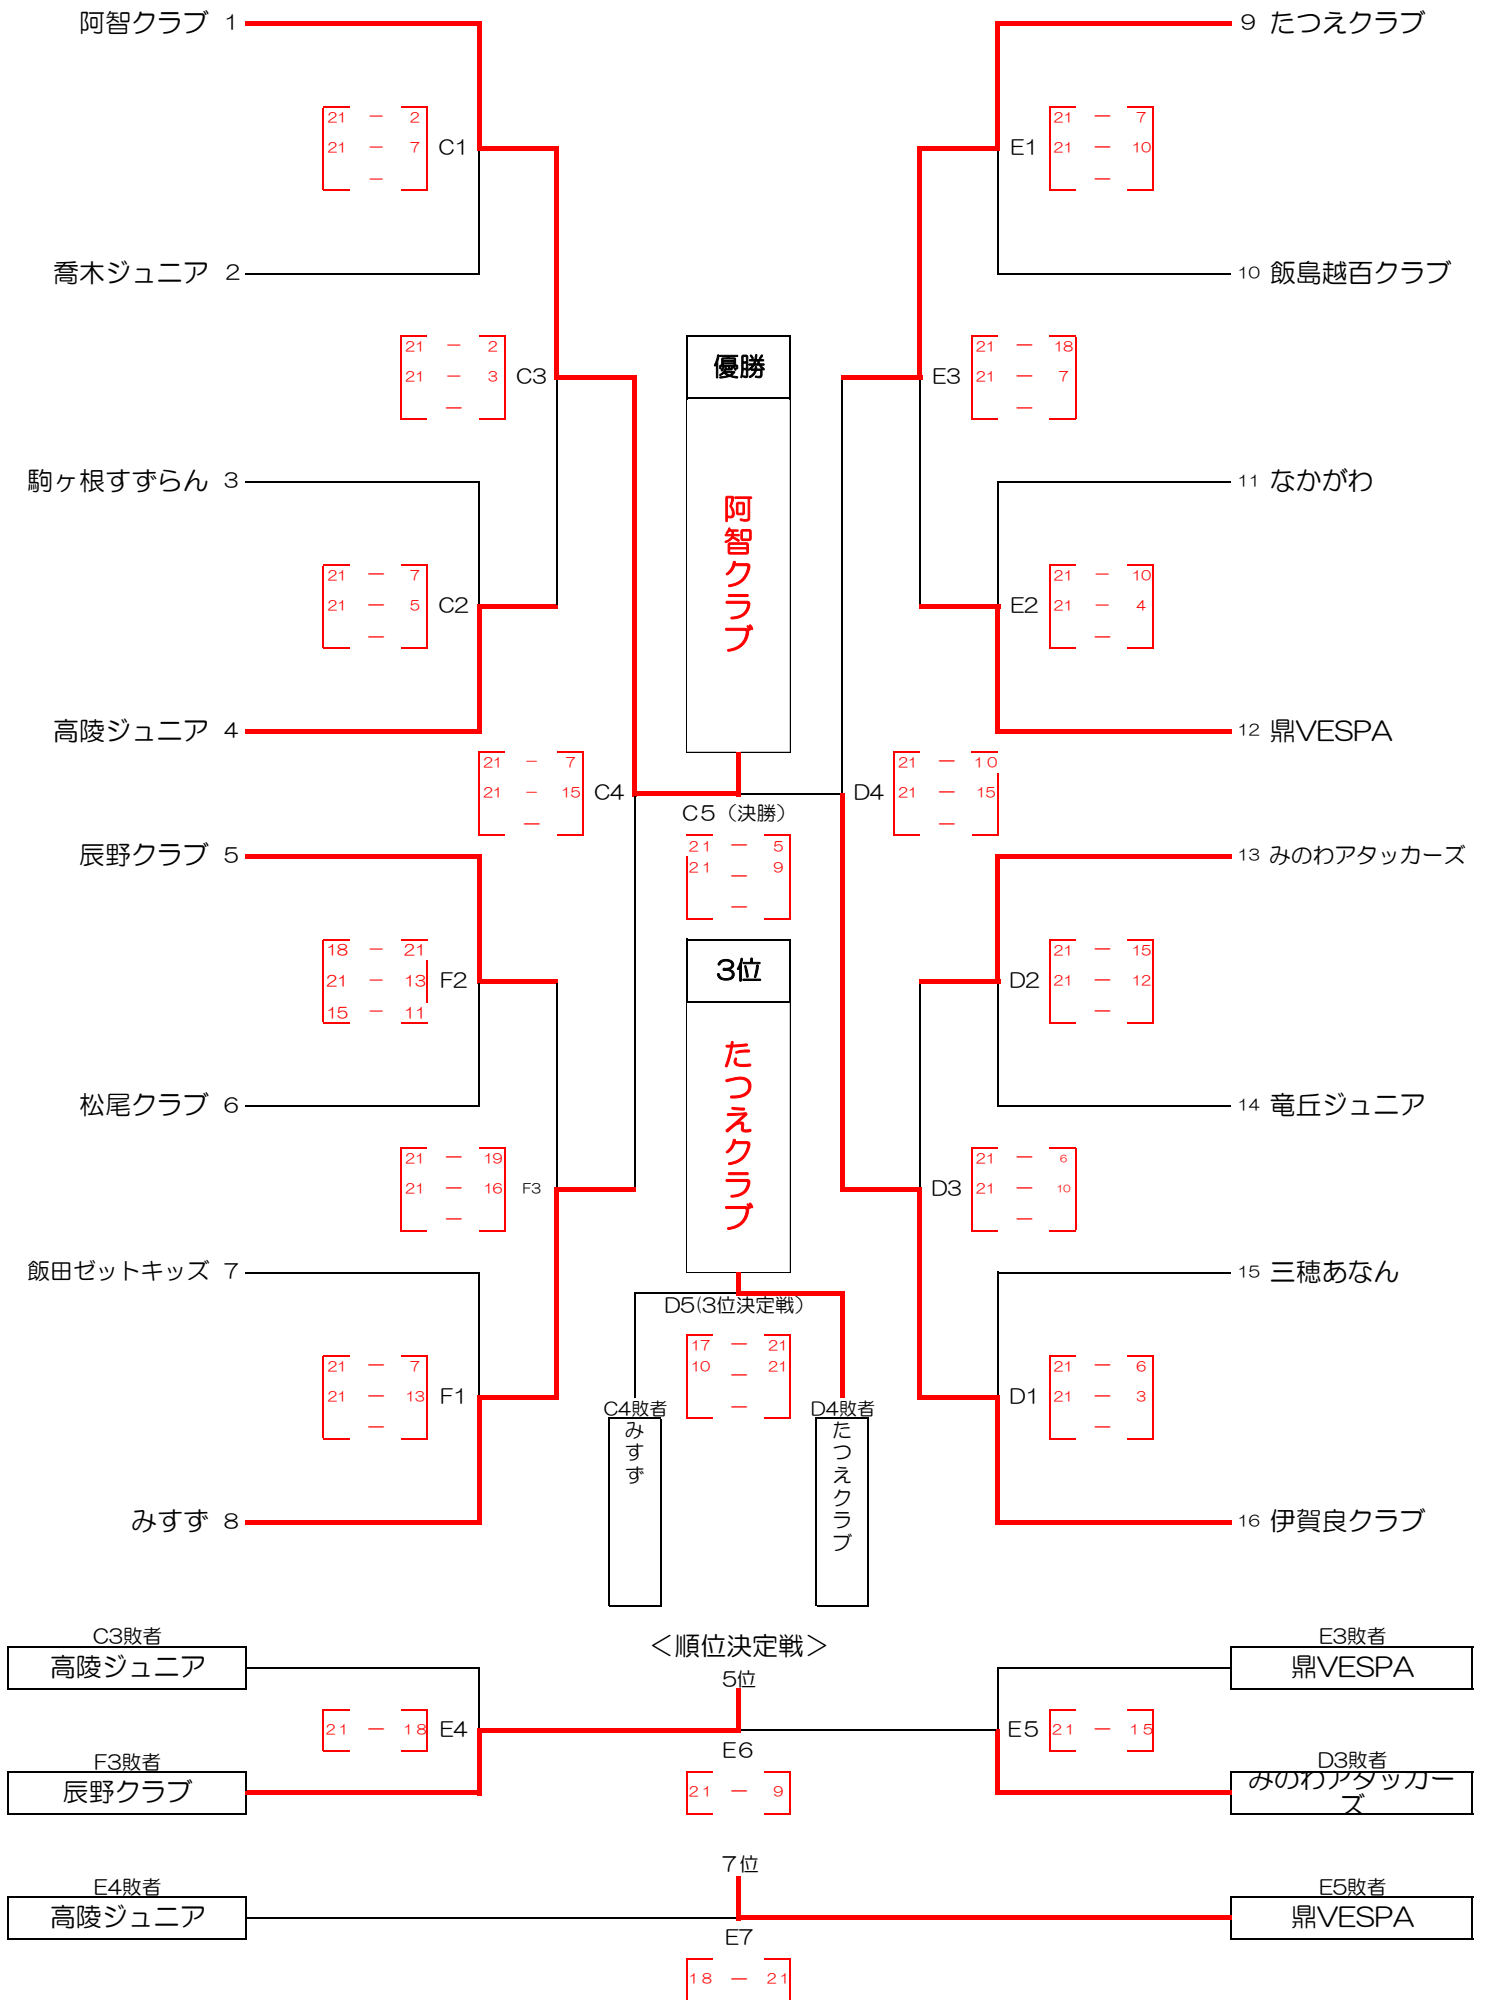 阿智クラブ 1
9 たつえクラブ
21 － 2
21 － 7 C1
－
21 － 7
E1 21 － 10
－
喬木ジュニア 2
10 飯島越百クラブ
21 － 2
21 － 3 C3
－
優勝
21 － 18
E3 21 － 7
－
駒ヶ根すずらん 3
11 なかがわ
阿智クラブ
21 － 7
21 － 5 C2
－
21 － 10
E2 21 － 4
－
高陵ジュニア 4
12 鼎VESPA
21 － 7
21 － 15 C4
－
21 － 10
D4 21 － 15
－
C5（決勝）
21 － 5
21 － 9
－
辰野クラブ 5
13 みのわアタッカーズ
18 － 21
21 － 13 F2
15 － 11
3位
たつえクラブ
21 － 15
D2 21 － 12
－
松尾クラブ 6
14 竜丘ジュニア
21 － 19
21 － 16 F3
－
21 － 6
D3 21 － 10
－
飯田ゼットキッズ 7
15 三穂あなん
D5(3位決定戦）
17 － 21
10 － 21
－
21 － 7
21 － 13 F1
－
21 － 6
D1 21 － 3
－
C4敗者
みすず
D4敗者
たつえクラブ
みすず 8
16 伊賀良クラブ
＜順位決定戦＞
C3敗者
高陵ジュニア
E3敗者
鼎VESPA
5位
21 － 18 E4
E5 21 － 15
E6
21 － 9
F3敗者
辰野クラブ
D3敗者
みのわアタッカー
ズ
7位
E4敗者
高陵ジュニア
E5敗者
鼎VESPA
E7
18 － 21